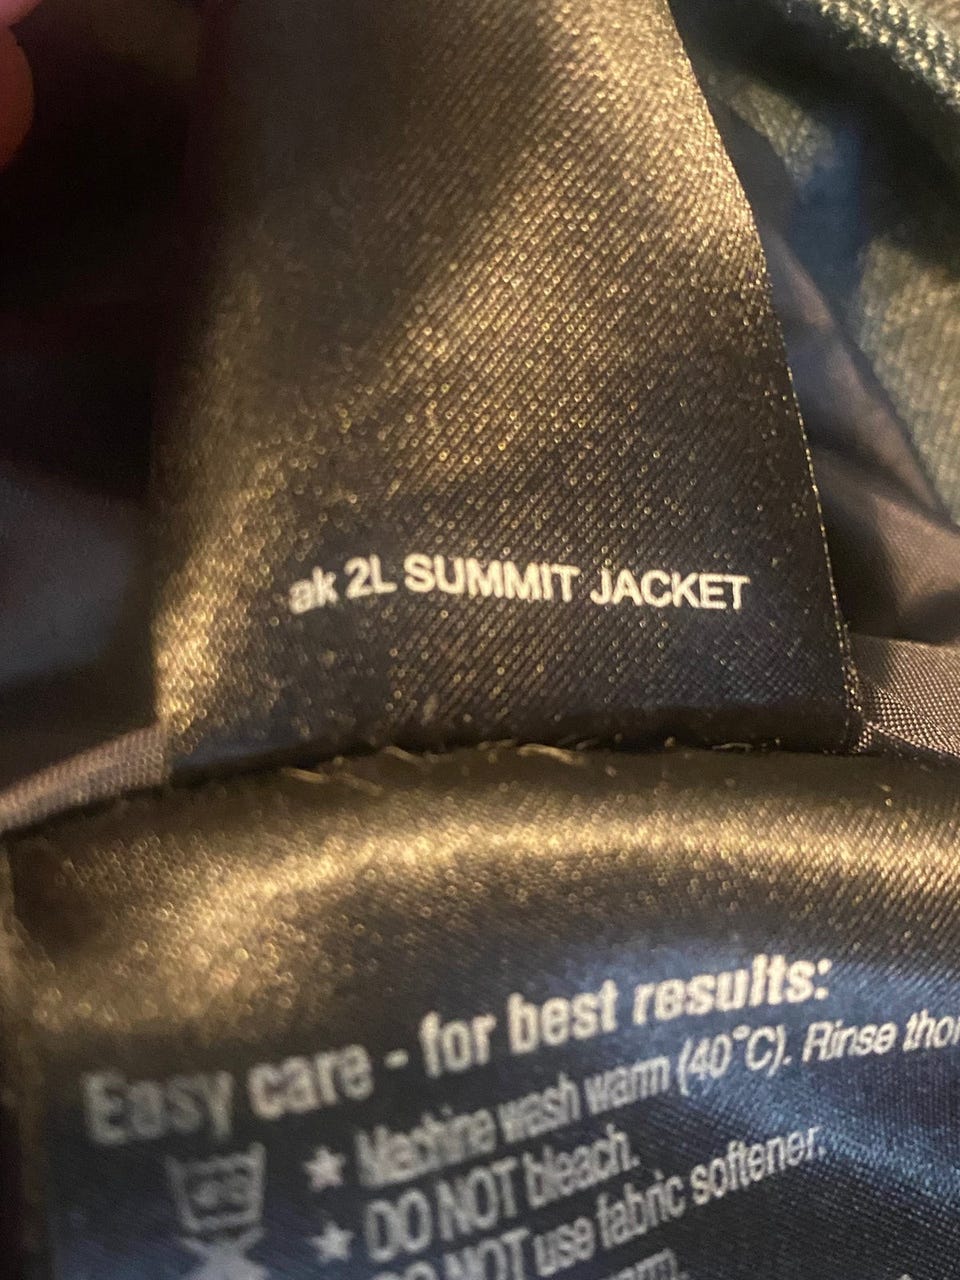 ak 2L SUMMIT JACKET
Easy care - for best results:
★ Machine wash warm (40°C). Rinse
★ DO NOT bleach.
NOT use fabric softener.